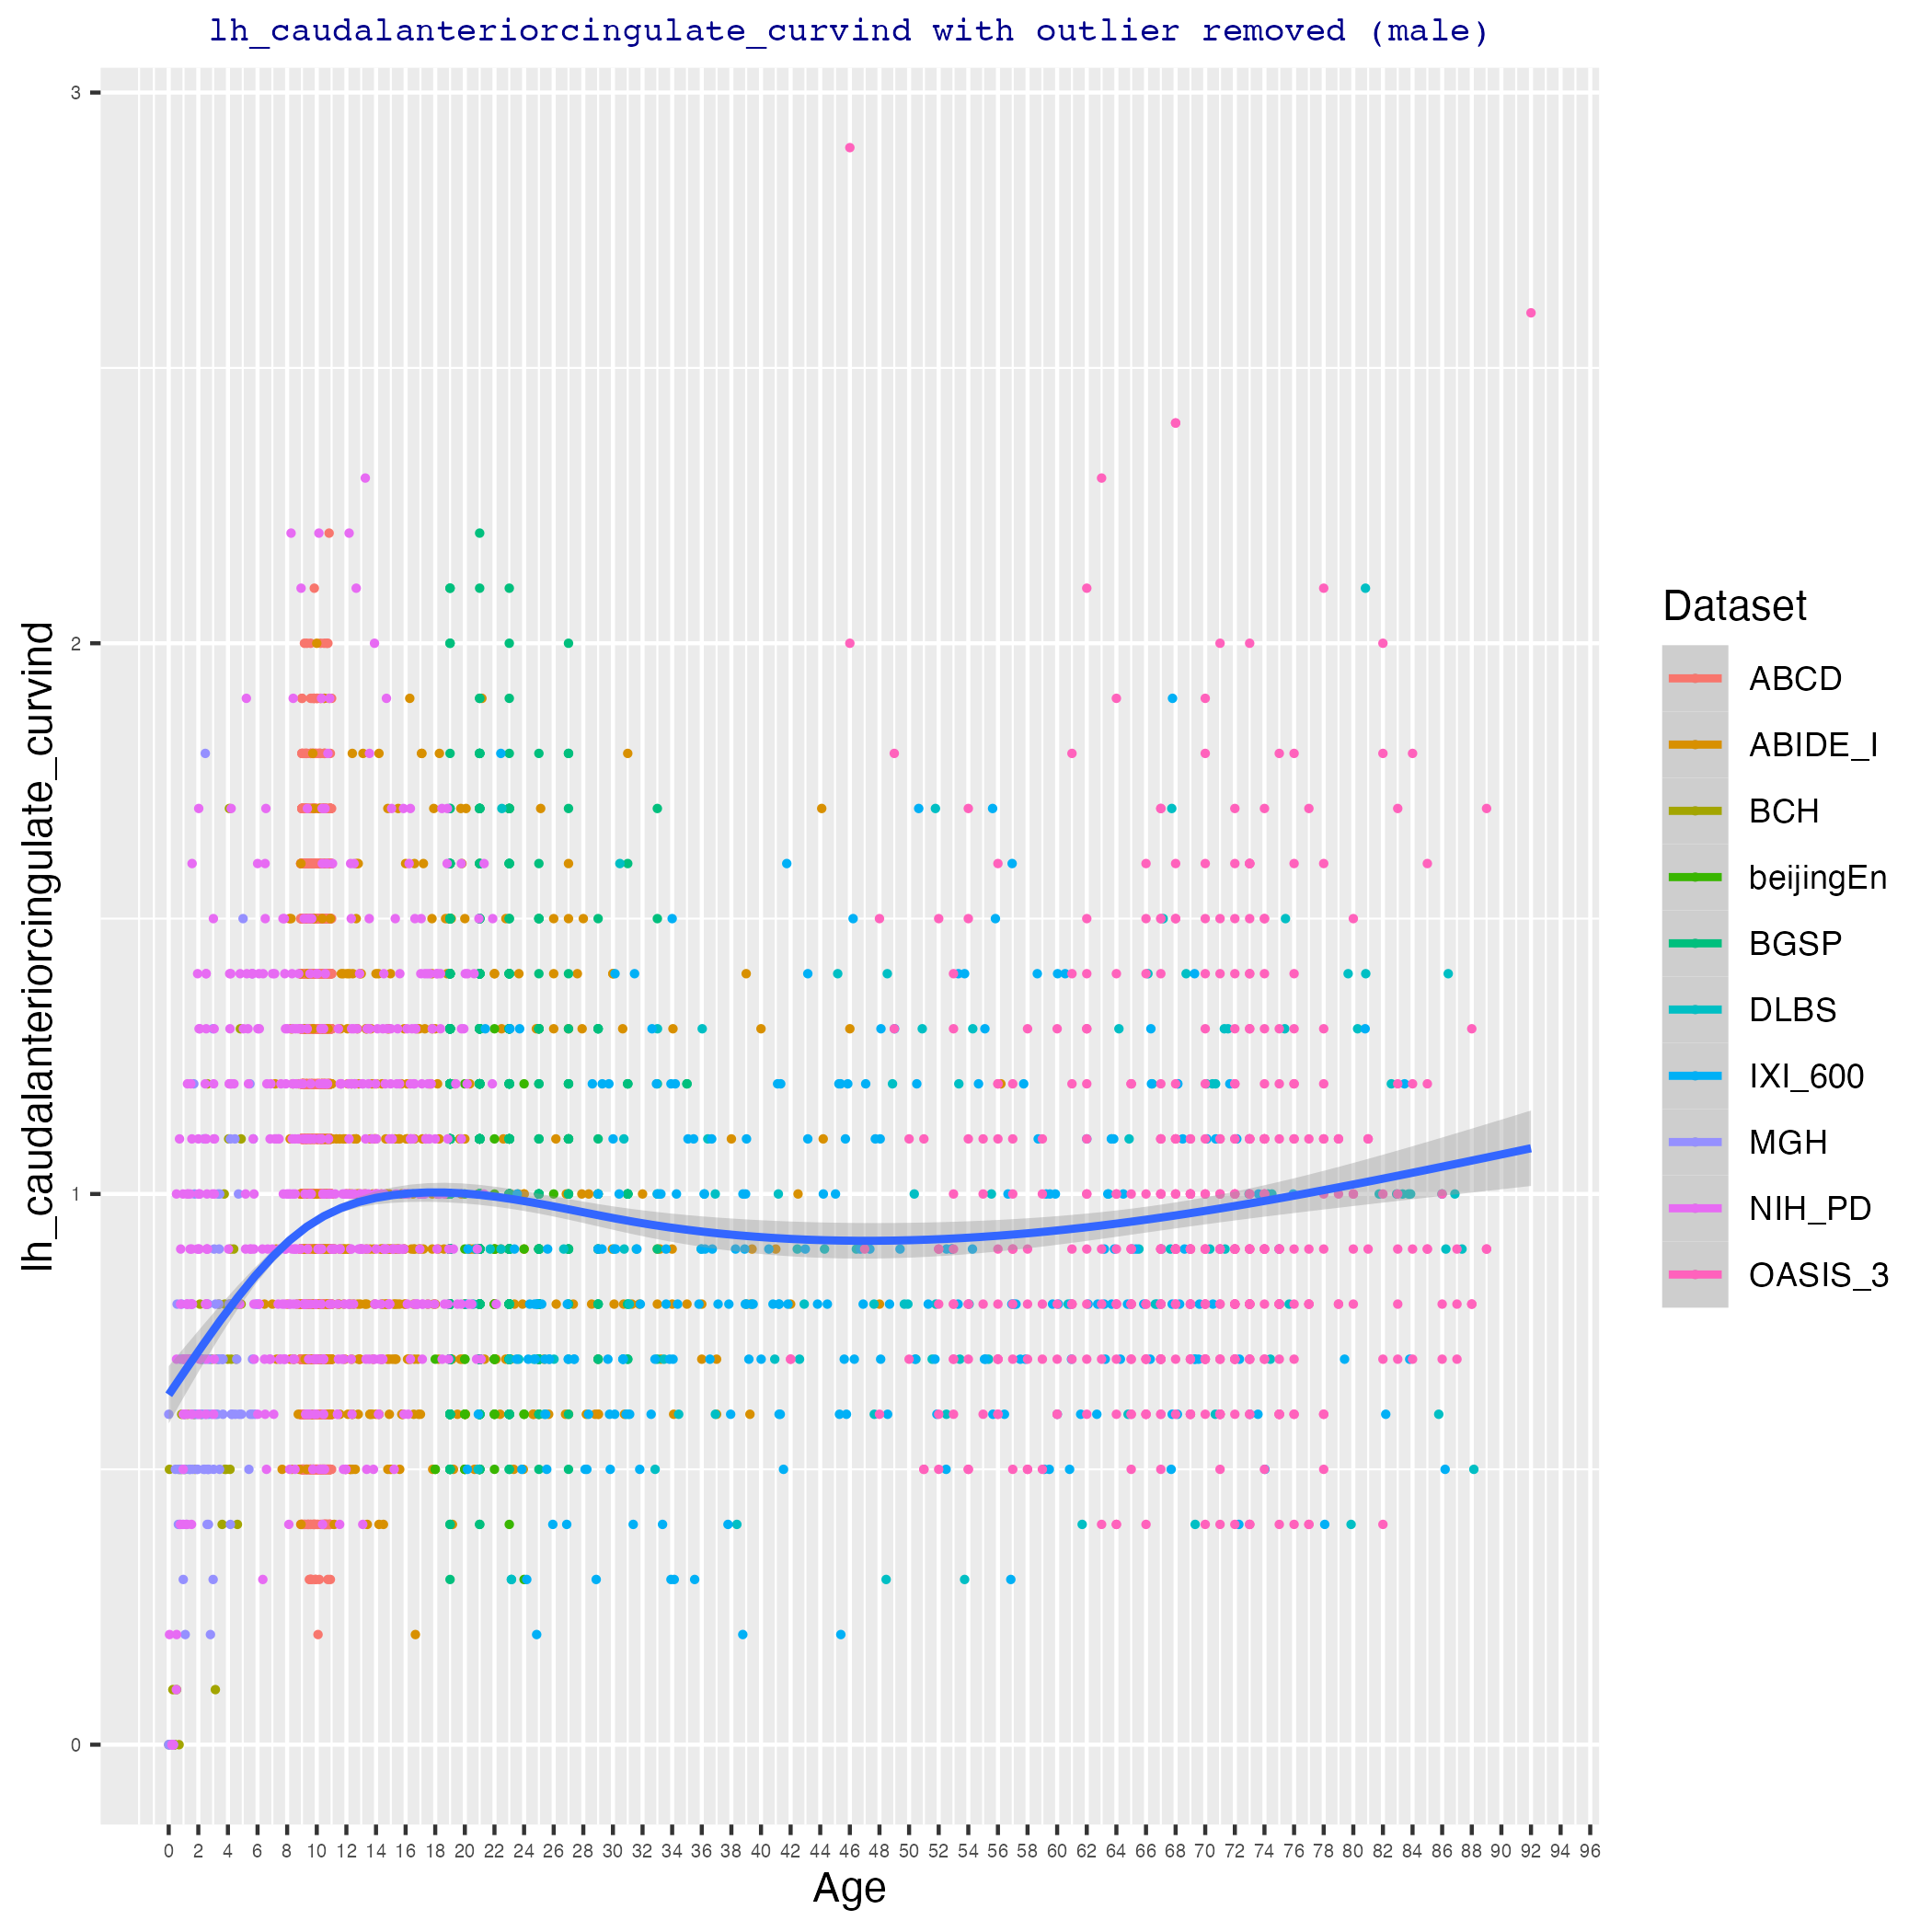 lh_caudalanteriorcingulate_curvind with outlier removed (male)
lh_caudalanteriorcingulate_curvind
3
2
1
0
0 2 4 6 8 10 12 14 16 18 20 22 24 26 28 30 32 34 36 38 40 42 44 46 48 50 52 54 56 58 60 62 64 66 68 70 72 74 76 78 80 82 84 86 88 90 92 94 96
Age
Dataset
ABCD
ABIDE_I
BCH
beijingEn
BGSP
DLBS
IXI_600
MGH
NIH_PD
OASIS_3